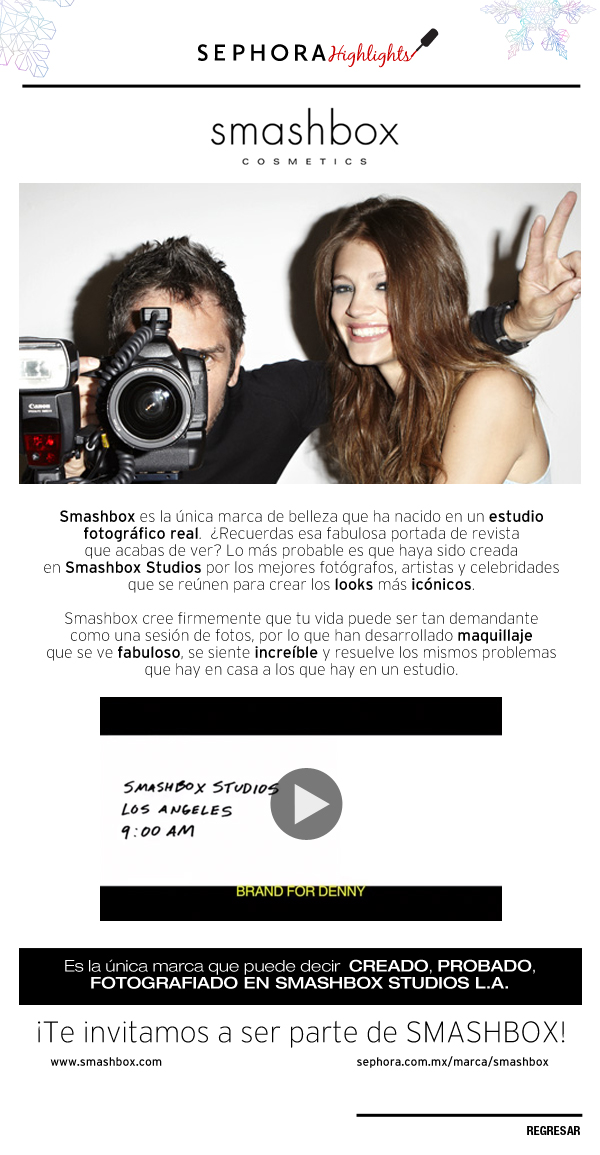 SEPHORA Highlights
smashbox
COSMETICS
Canon
Smashbox es la única marca de belleza que ha nacido en un estudio
fotográfico real.  ¿Recuerdas esa fabulosa portada de revista
que acabas de ver? Lo más probable es que haya sido creada
en Smashbox Studios por los mejores fotógrafos, artistas y celebridades
que se reúnen para crear los looks más icónicos.
Smashbox cree firmemente que tu vida puede ser tan demandante
como una sesión de fotos, por lo que han desarrollado maquillaje
que se ve fabuloso, se siente increíble y resuelve los mismos problemas
que hay en casa a los que hay en un estudio.
SMASHBOX STUDIOS
LOS ANGELES
9:00 AM
BRAND FOR DENNY
Es la única marca que puede decir  CREADO, PROBADO,
FOTOGRAFIADO EN SMASHBOX STUDIOS L.A.
¡Te invitamos a ser parte de SMASHBOX!
www.smashbox.com
sephora.com.mx/marca/smashbox
REGRESAR